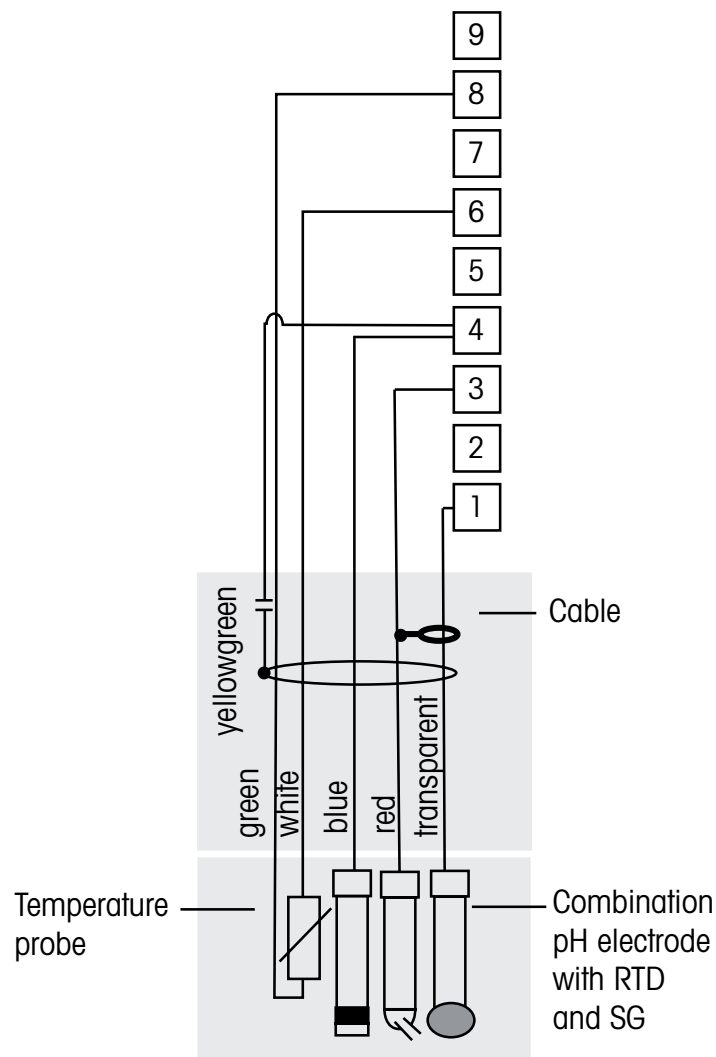 9
8
7
6
5
4
3
2
1
Cable
yellowgreen
green
white
blue
red
transparent
Temperature
probe
Combination
pH electrode
with RTD
and SG